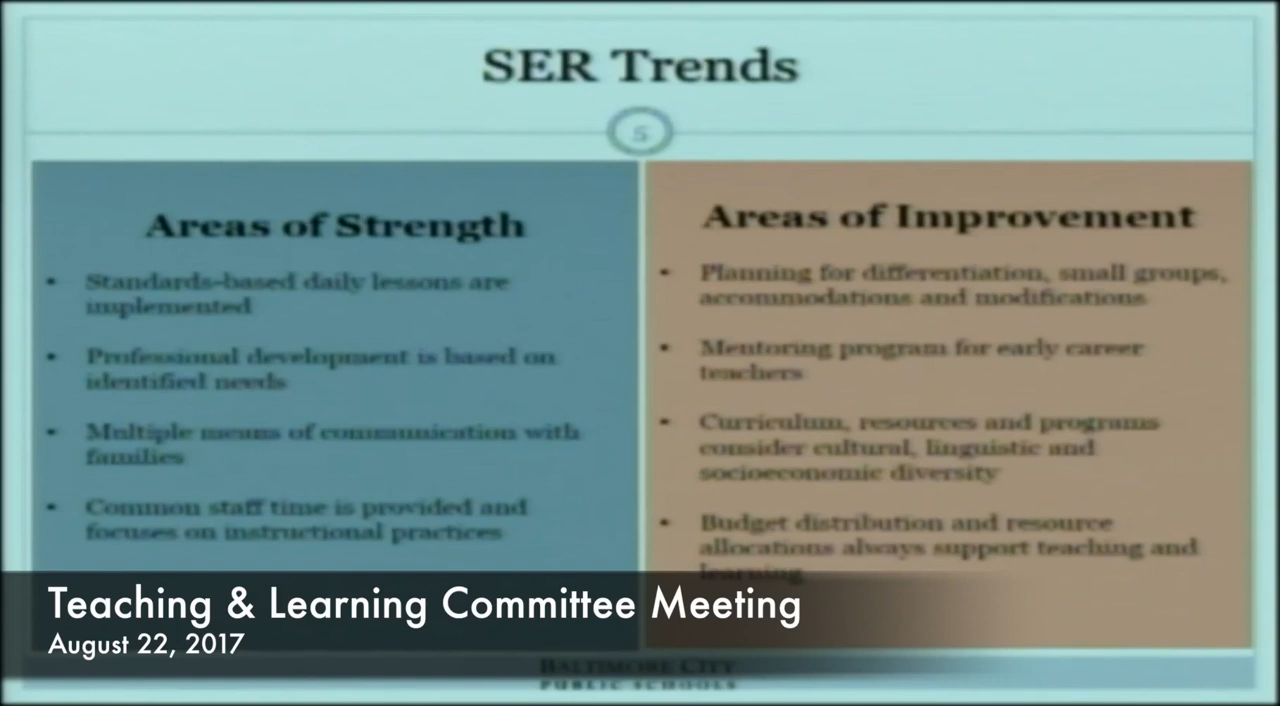 SER Trends
5
Areas of Strength
• Standards-based daily lessons are
implemented
• Professional development is based on
identified needs
• Multiple means of communication with
families
• Common staff time is provided and
focuses on instructional practices
Areas of Improvement
• Planning for differentiation, small groups,
accommodations and modifications
• Mentoring program for early career
teachers
• Curriculum, resources and programs
consider cultural, linguistic and
socioeconomic diversity
• Budget distribution and resource
allocations always support teaching and
learning
Teaching & Learning Committee Meeting
August 22, 2017
BALTIMORE CITY
PUBLIC SCHOOLS